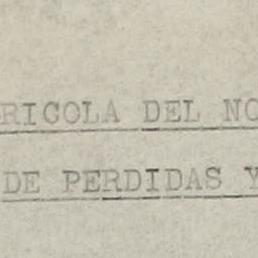 RICOLA DEL NO
DE PERDIDAS Y